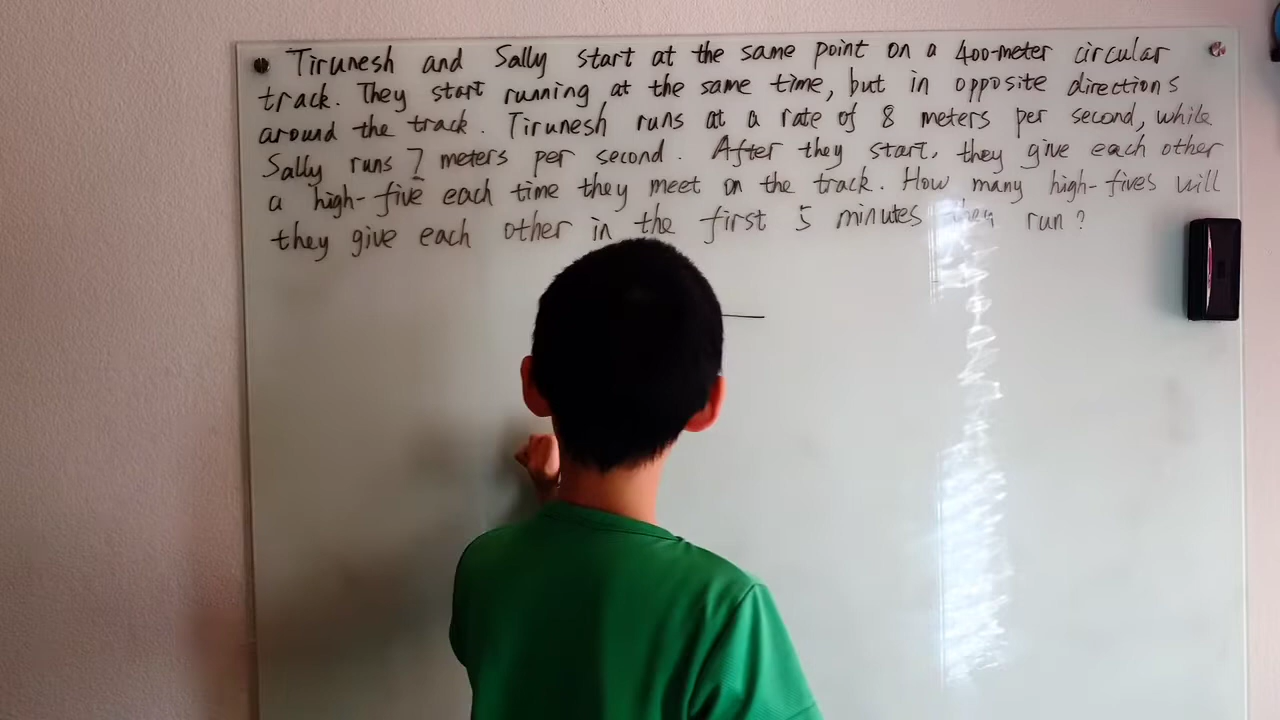 Tirunesh and Sally start at the same point on a 400-meter circular
track. They start running at the same time, but in opposite directions
around the track. Tirunesh runs at a rate of 8 meters per second, while
Sally runs 7 meters per second. After they start, they give each other
a high-five each time they meet on the track. How many high-fives will
they give each other in the first 5 minutes they run?